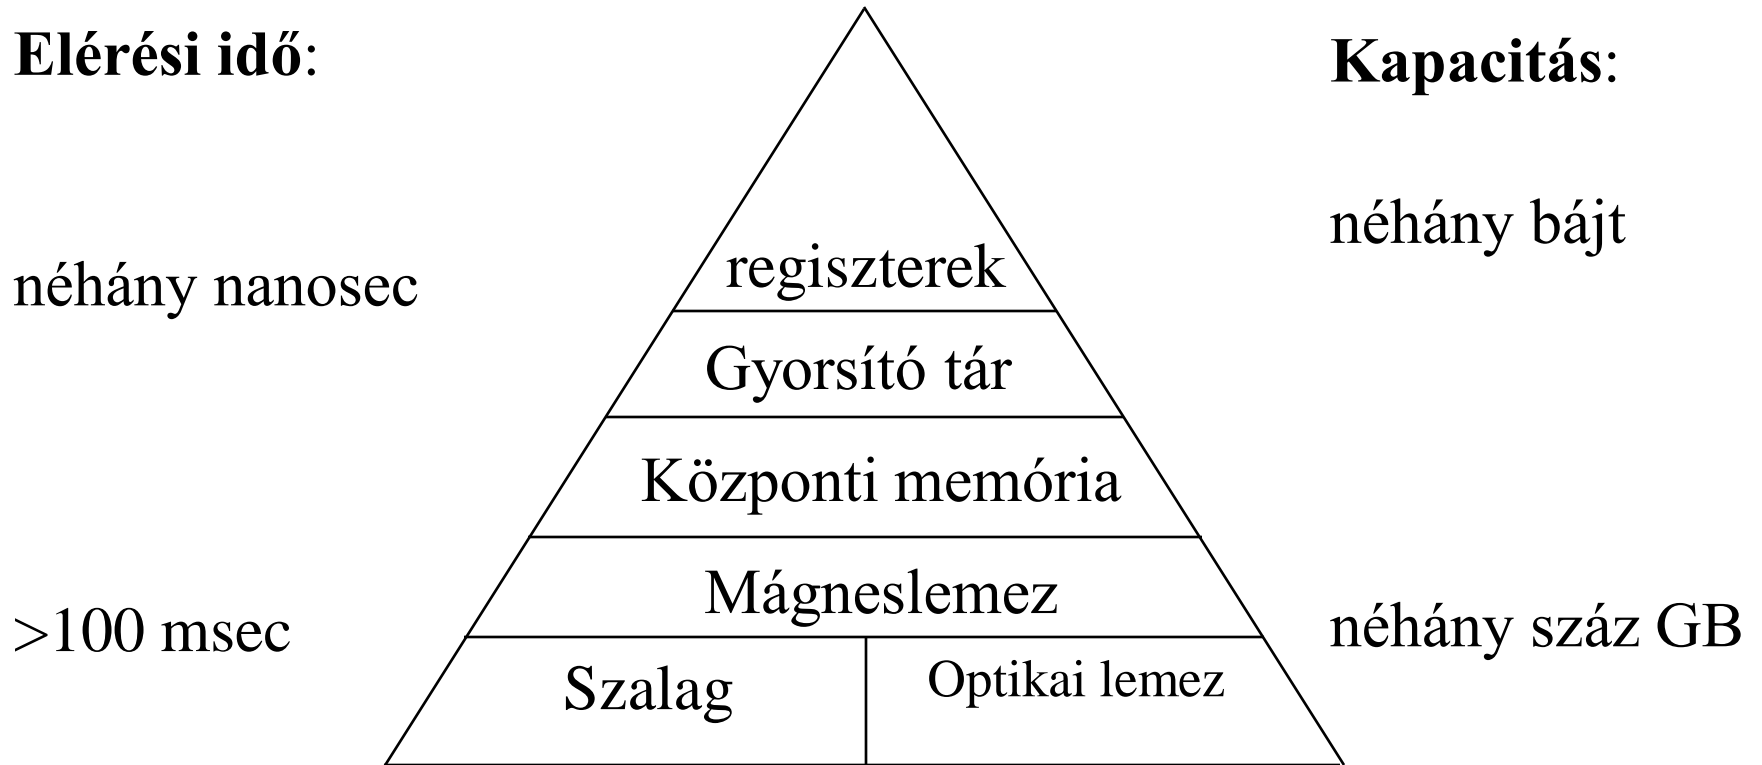 Elérési idő:
Kapacitás:
néhány bájt
néhány nanosec
regiszterek
Gyorsító tár
Központi memória
Mágneslemez
>100 msec
néhány száz GB
Szalag
Optikai lemez